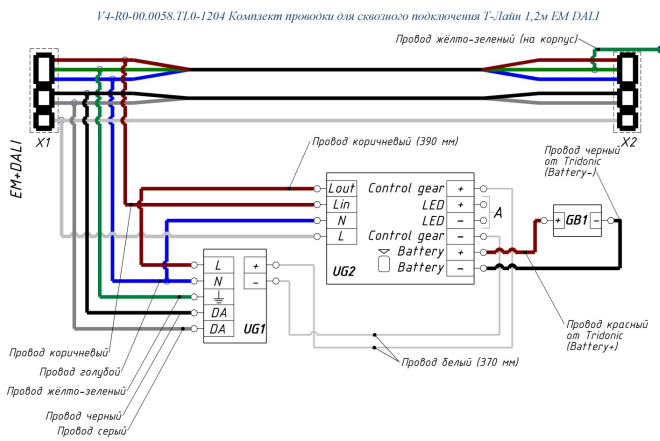 V4-R0-00.0058.TL0-1204 Комплект проводки для сквозного подключения Т-Лайн 1,2м EM DALI
Провод жёлто-зеленый (на корпус)
X1
X2
EM+DALI
Провод коричневый (390 мм)
Провод черный
от Tridonic
(Battery-)
Lout
Control gear
+
Lin
LED
+
A
N
LED
-
L
Control gear
-
Battery
+
Battery
-
UG2
+
GB1
-
L
+
N
-
DA
DA
UG1
Провод красный
от Tridonic
(Battery+)
Провод белый (370 мм)
Провод коричневый
Провод голубой
Провод жёлто-зеленый
Провод черный
Провод серый